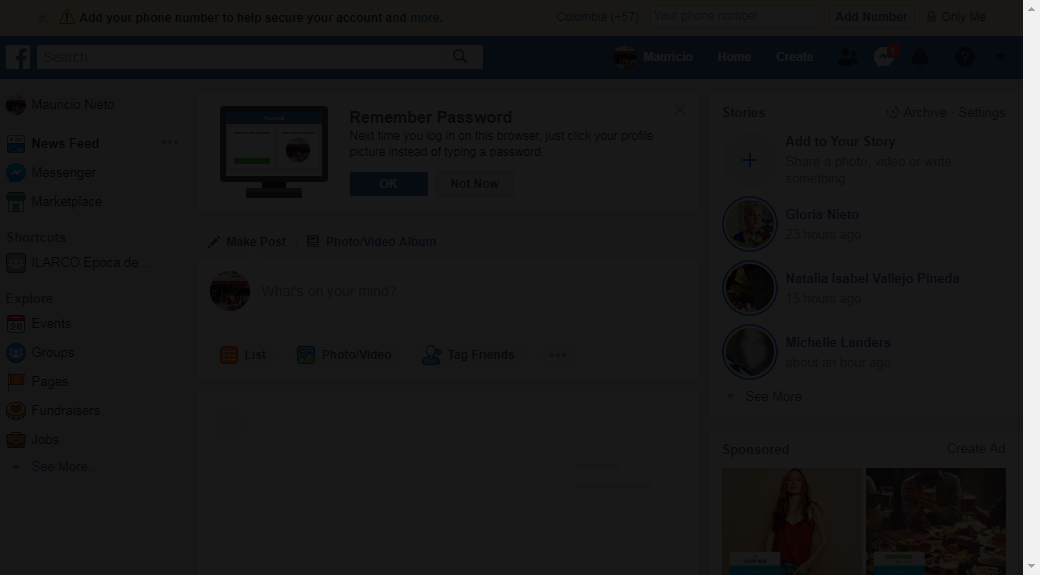 Add your phone number to help secure your account and more.
Colombia (+57)
Your phone number
Add Number
Only Me
Search
Mauricio
Home
Create
1
Mauricio Nieto
News Feed
Messenger
Marketplace
Shortcuts
ILARCO Epoca de ...
Explore
Events
Groups
Pages
Fundraisers
Jobs
See More
Remember Password
Next time you log in on this browser, just click your profile
picture instead of typing a password.
OK
Not Now
Make Post
Photo/Video Album
What's on your mind?
List
Photo/Video
Tag Friends
Stories
Archive · Settings
Add to Your Story
Share a photo, video or write
something
Gloria Nieto
23 hours ago
Natalia Isabel Vallejo Pineda
15 hours ago
Michelle Landers
about an hour ago
See More
Sponsored
Create Ad